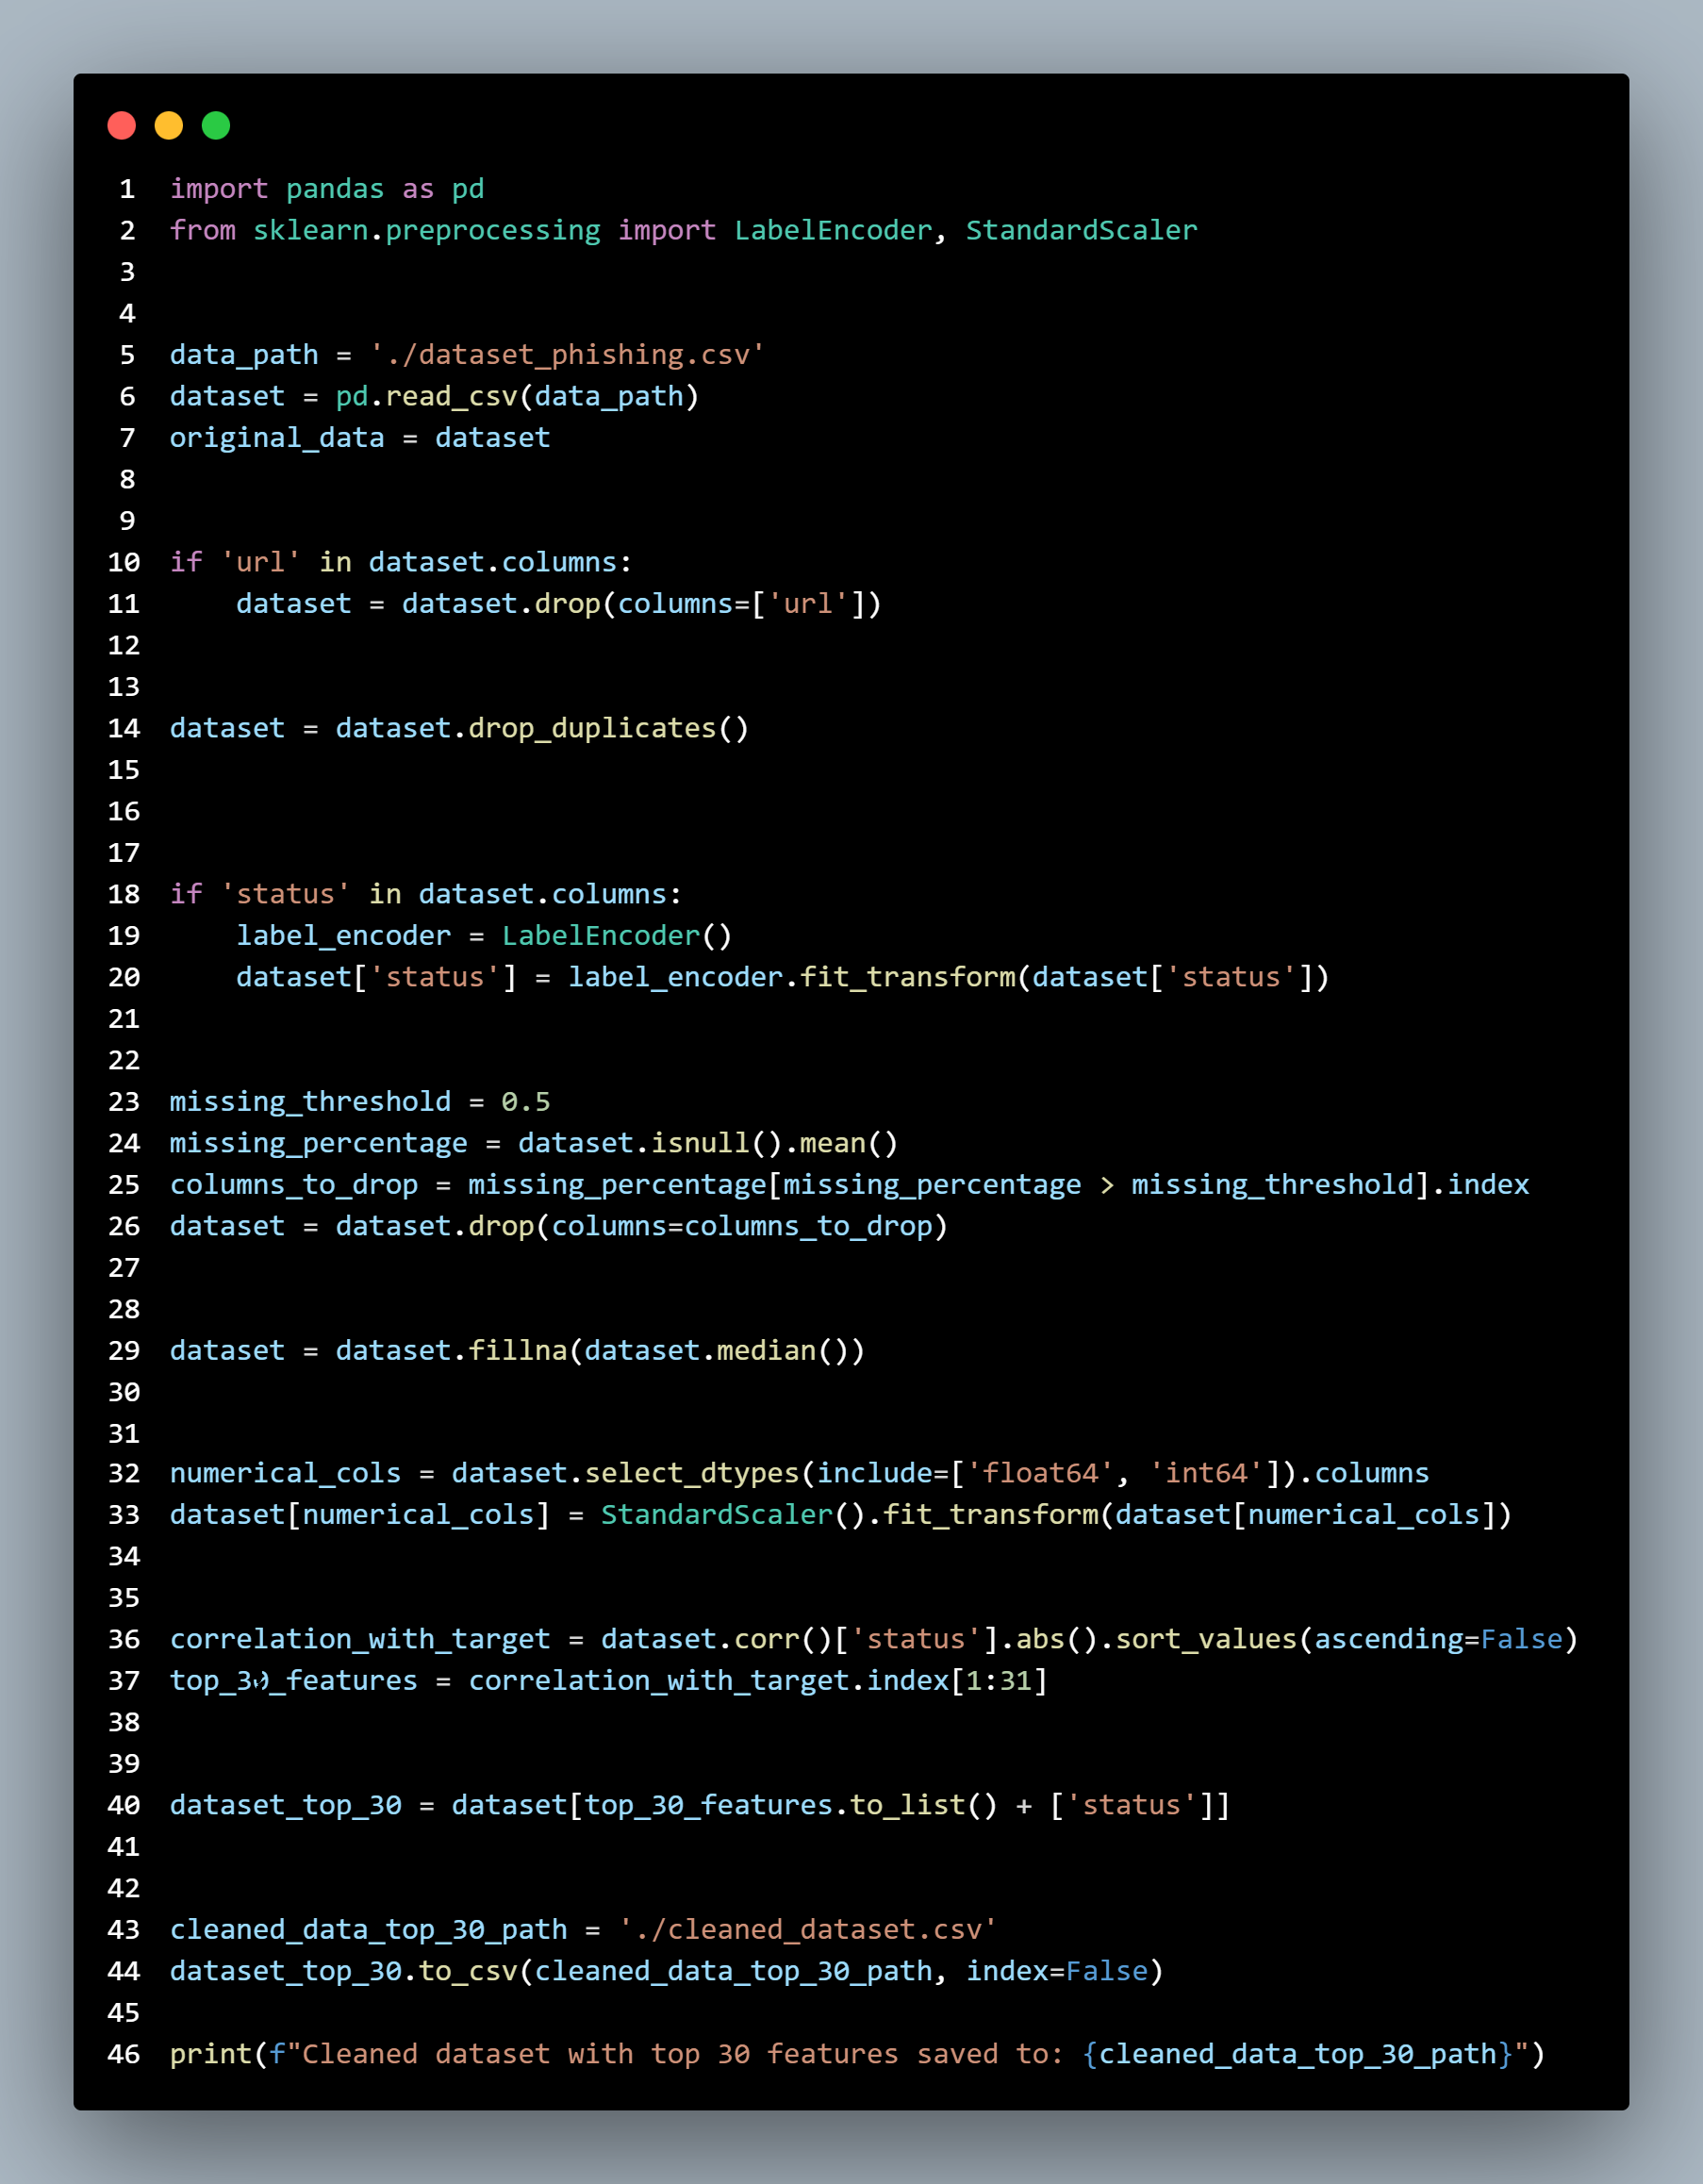 1 import pandas as pd
2 from sklearn.preprocessing import LabelEncoder, StandardScaler
3
4
5 data_path = './dataset_phishing.csv'
6 dataset = pd.read_csv(data_path)
7 original_data = dataset
8
9
10 if 'url' in dataset.columns:
11     dataset = dataset.drop(columns=['url'])
12
13
14 dataset = dataset.drop_duplicates()
15
16
17
18 if 'status' in dataset.columns:
19     label_encoder = LabelEncoder()
20     dataset['status'] = label_encoder.fit_transform(dataset['status'])
21
22
23 missing_threshold = 0.5
24 missing_percentage = dataset.isnull().mean()
25 columns_to_drop = missing_percentage[missing_percentage > missing_threshold].index
26 dataset = dataset.drop(columns=columns_to_drop)
27
28
29 dataset = dataset.fillna(dataset.median())
30
31
32 numerical_cols = dataset.select_dtypes(include=['float64', 'int64']).columns
33 dataset[numerical_cols] = StandardScaler().fit_transform(dataset[numerical_cols])
34
35
36 correlation_with_target = dataset.corr()['status'].abs().sort_values(ascending=False)
37 top_30_features = correlation_with_target.index[1:31]
38
39
40 dataset_top_30 = dataset[top_30_features.to_list() + ['status']]
41
42
43 cleaned_data_top_30_path = './cleaned_dataset.csv'
44 dataset_top_30.to_csv(cleaned_data_top_30_path, index=False)
45
46 print(f"Cleaned dataset with top 30 features saved to: {cleaned_data_top_30_path}")